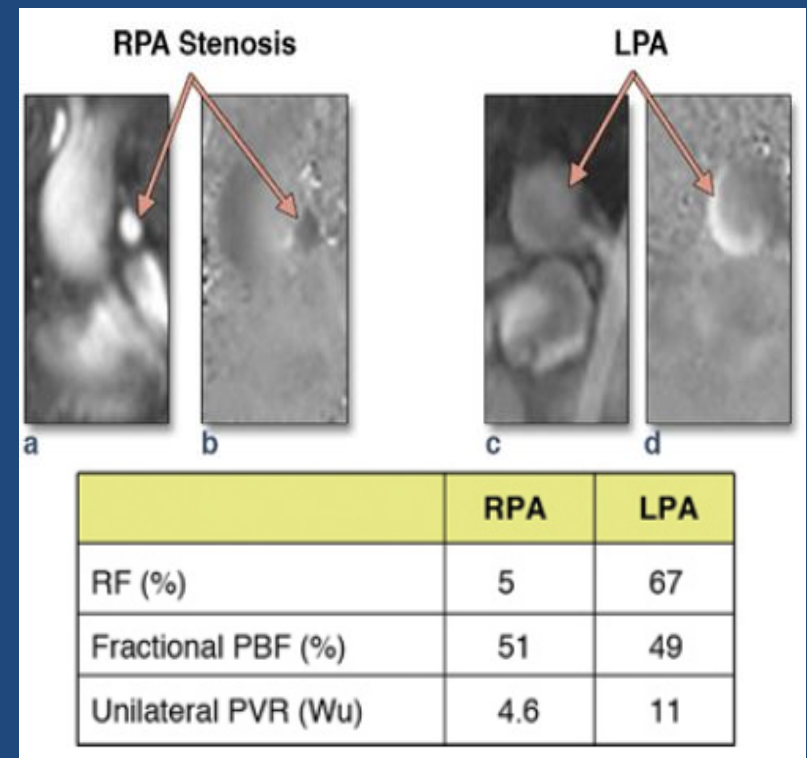 RPA Stenosis
LPA
a
b
c
d
RPA LPA
RF (%) 5 67
Fractional PBF (%) 51 49
Unilateral PVR (Wu) 4.6 11